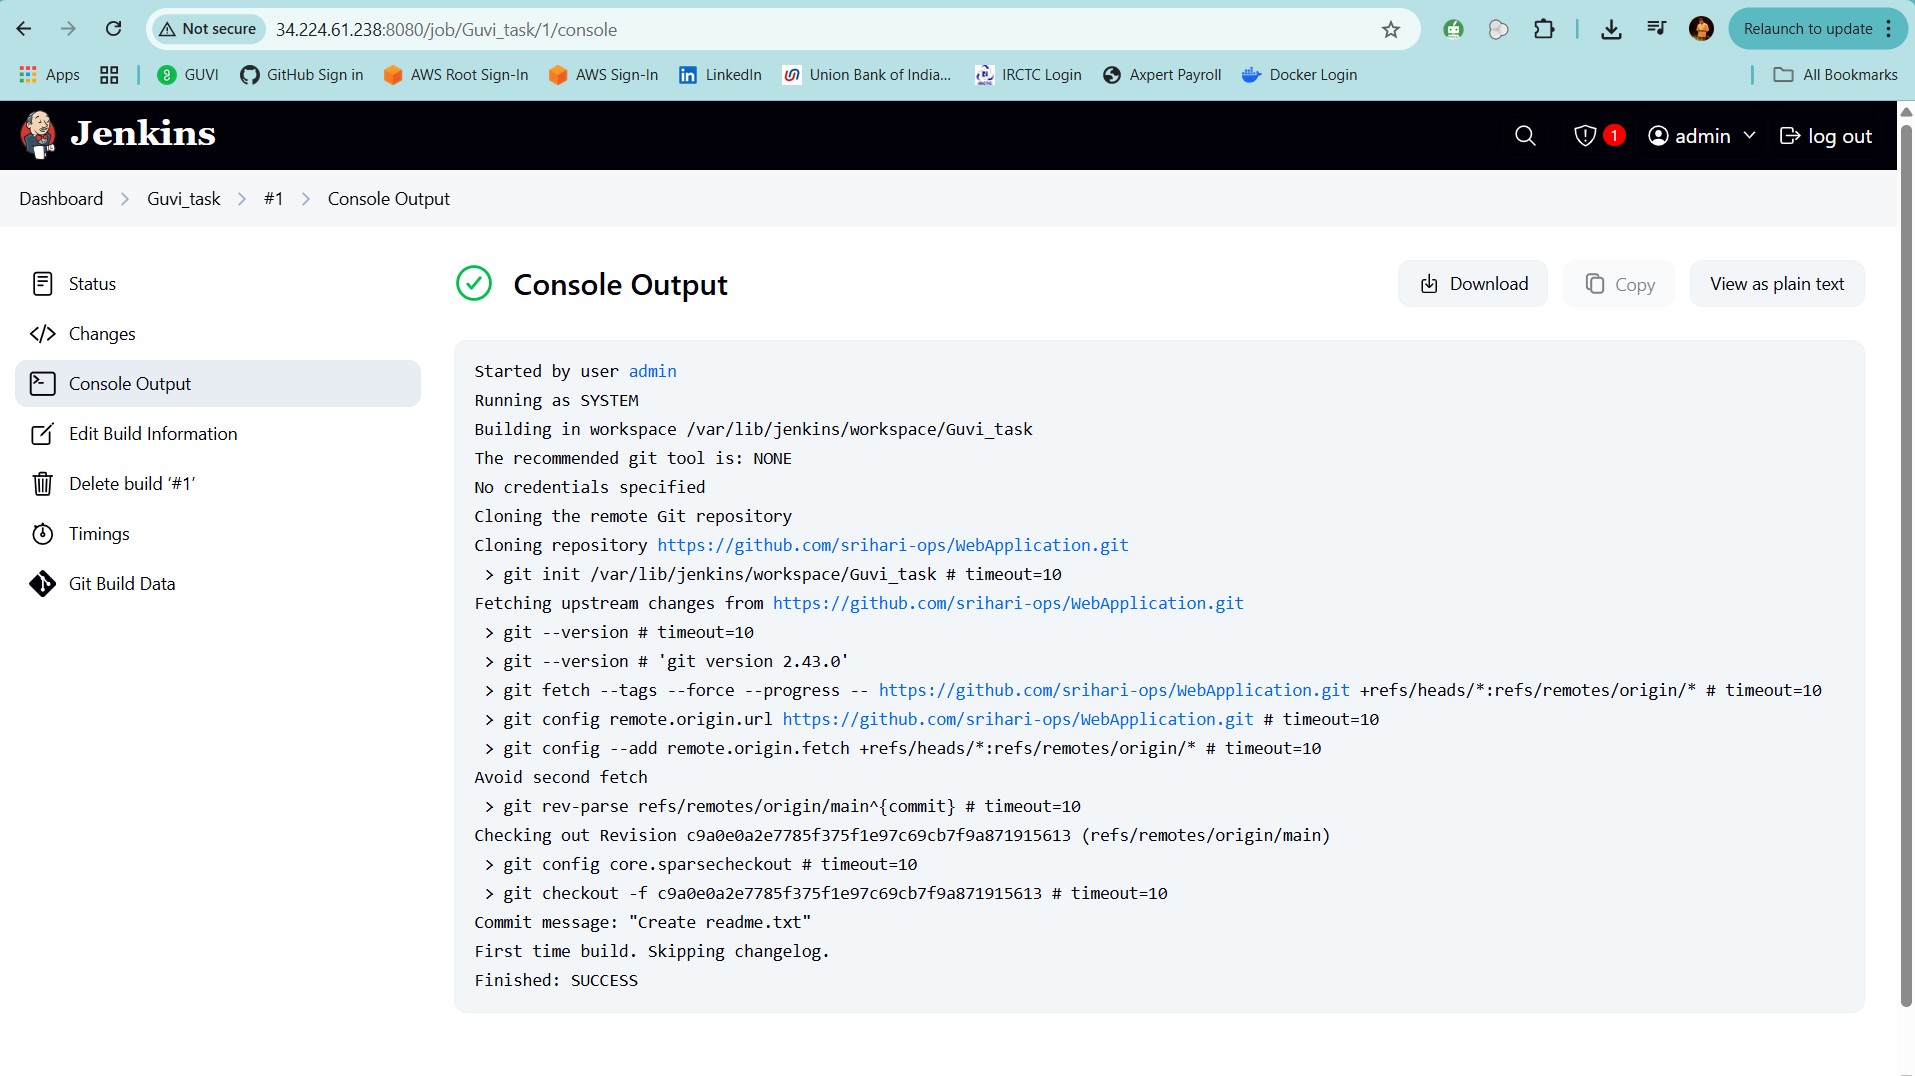 Not secure 34.224.61.238:8080/job/Guvi_task/1/console Relaunch to update
Apps GUVI GitHub Sign in AWS Root Sign-In AWS Sign-In LinkedIn Union Bank of India... IRCTC Login Axpert Payroll Docker Login All Bookmarks
Jenkins 1 admin log out
Dashboard Guvi_task #1 Console Output
Status
Changes
Console Output
Edit Build Information
Delete build ‘#1’
Timings
Git Build Data
Console Output Download Copy View as plain text
Started by user admin
Running as SYSTEM
Building in workspace /var/lib/jenkins/workspace/Guvi_task
The recommended git tool is: NONE
No credentials specified
Cloning the remote Git repository
Cloning repository https://github.com/srihari-ops/WebApplication.git
> git init /var/lib/jenkins/workspace/Guvi_task # timeout=10
Fetching upstream changes from https://github.com/srihari-ops/WebApplication.git
> git --version # timeout=10
> git --version # 'git version 2.43.0'
> git fetch --tags --force --progress -- https://github.com/srihari-ops/WebApplication.git +refs/heads/*:refs/remotes/origin/* # timeout=10
> git config remote.origin.url https://github.com/srihari-ops/WebApplication.git # timeout=10
> git config --add remote.origin.fetch +refs/heads/*:refs/remotes/origin/* # timeout=10
Avoid second fetch
> git rev-parse refs/remotes/origin/main^{commit} # timeout=10
Checking out Revision c9a0e0a2e7785f375f1e97c69cb7f9a871915613 (refs/remotes/origin/main)
> git config core.sparsecheckout # timeout=10
> git checkout -f c9a0e0a2e7785f375f1e97c69cb7f9a871915613 # timeout=10
Commit message: "Create readme.txt"
First time build. Skipping changelog.
Finished: SUCCESS